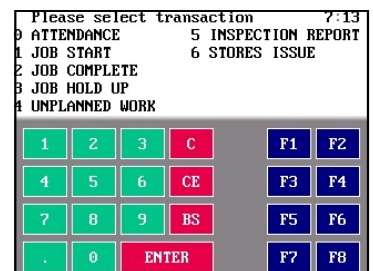 Please select transaction 7:13
0 ATTENDANCE 5 INSPECTION REPORT
1 JOB START 6 STORES ISSUE
2 JOB COMPLETE
3 JOB HOLD UP
4 UNPLANNED WORK
1 2 3 C F1 F2
4 5 6 CE F3 F4
7 8 9 BS F5 F6
. 0 ENTER F7 F8